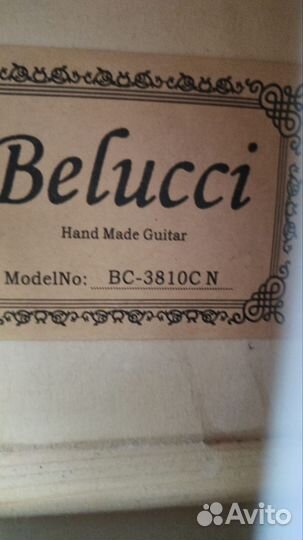 Belucci
Hand Made Guitar
ModelNo: BC-3810C N
Avito